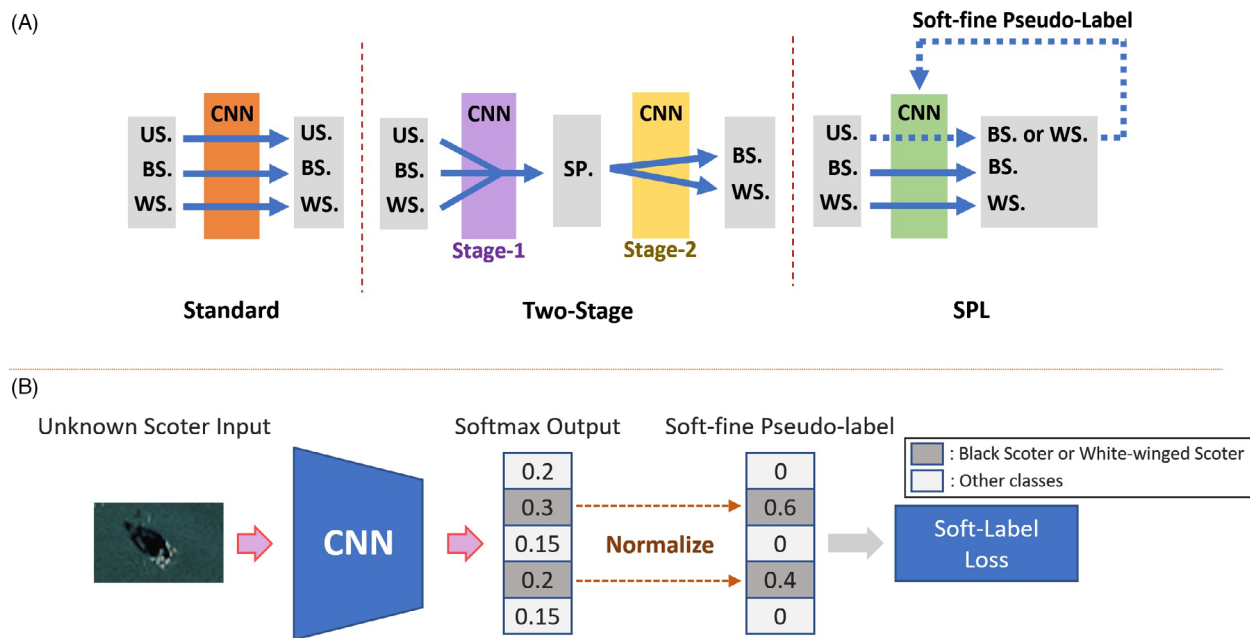 (A)
Soft-fine Pseudo-Label
US.
BS.
WS.
CNN
US.
BS.
WS.
Standard
US.
BS.
WS.
CNN
Stage-1
SP.
CNN
Stage-2
BS.
WS.
Two-Stage
US.
BS.
WS.
CNN
BS. or WS.
BS.
WS.
SPL
(B)
Unknown Scoter Input
CNN
Softmax Output
0.2
0.3
0.15
0.2
0.15
Normalize
Soft-fine Pseudo-label
0
0.6
0
0.4
0
: Black Scoter or White-winged Scoter
: Other classes
Soft-Label
Loss